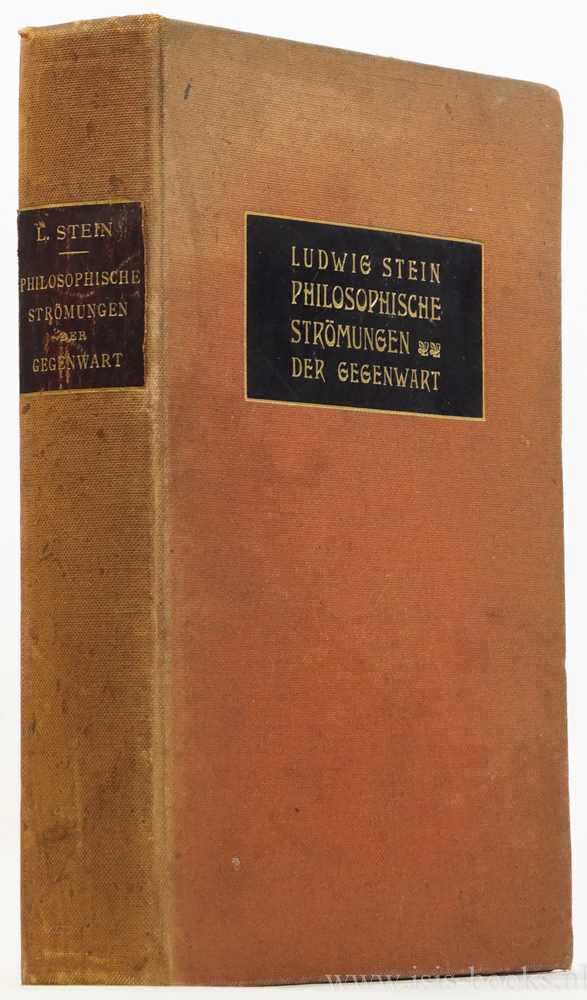 L. STEIN
PHILOSOPHISCHE
STRÖMUNGEN
DER
GEGENWART
LUDWIG STEIN
PHILOSOPHISCHE
STRÖMUNGEN
DER GEGENWART
www.isis-books.nl